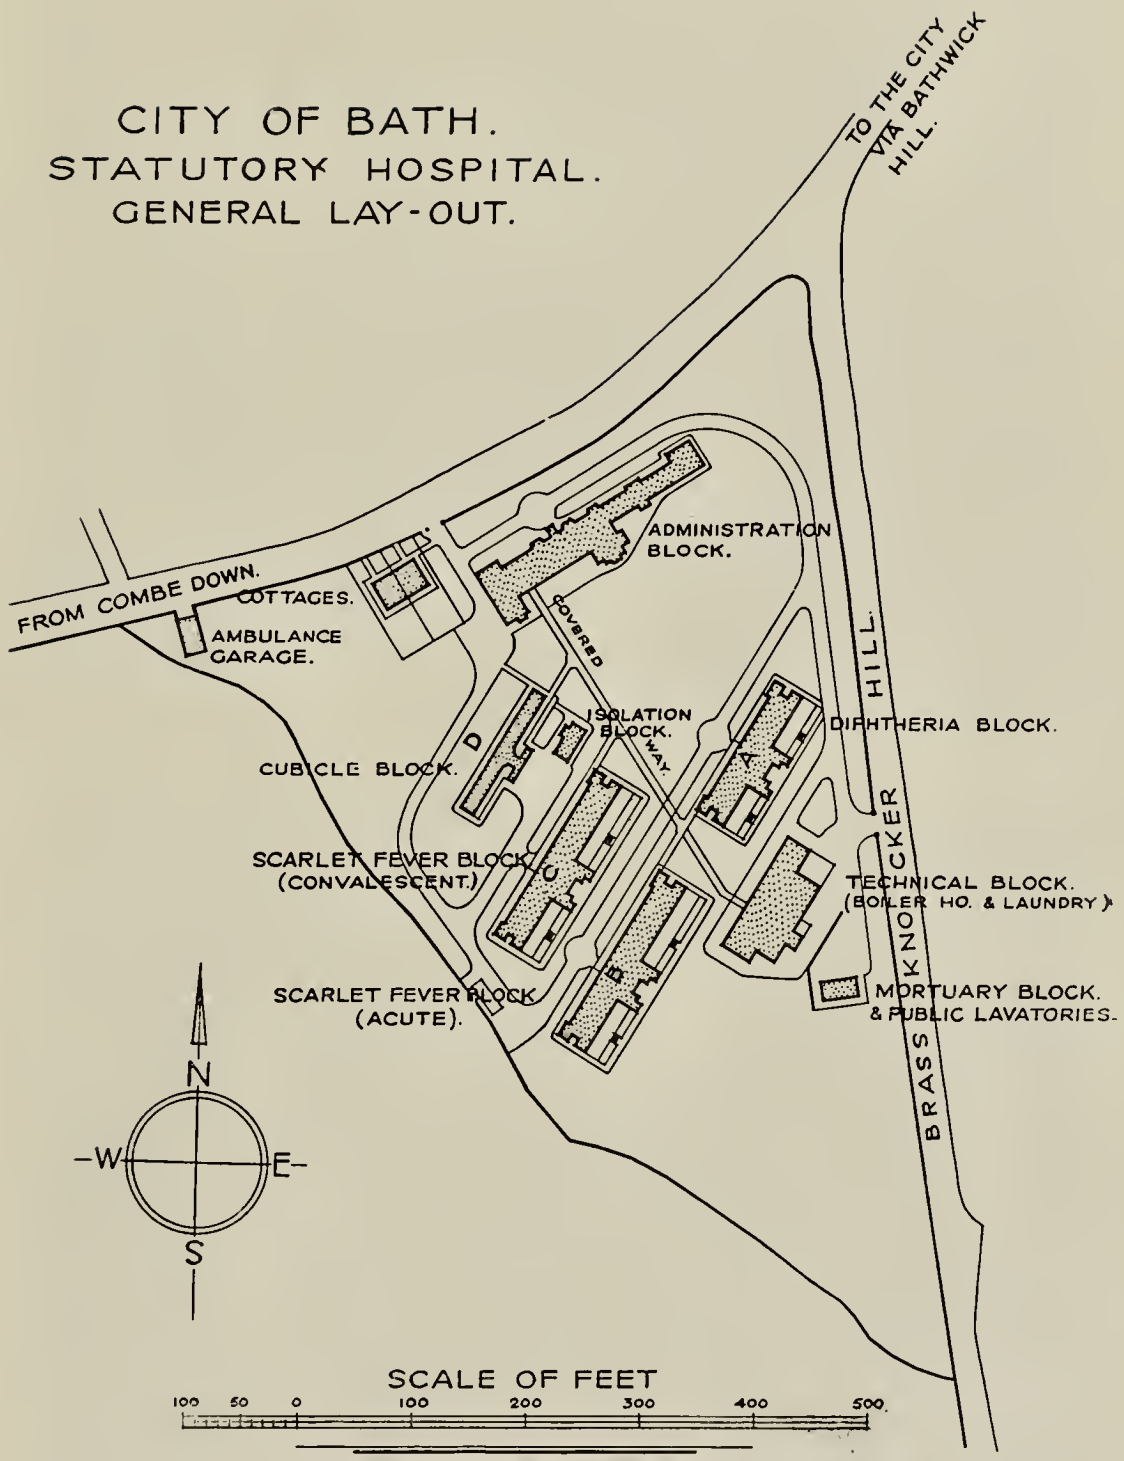 CITY OF BATH.
STATUTORY HOSPITAL.
GENERAL LAY-OUT.
TO THE CITY
VIA BATHWICK
HILL.
ADMINISTRATION
BLOCK.
FROM COMBE DOWN.
COTTAGES.
AMBULANCE
GARAGE.
COVERED
WAY.
ISOLATION
BLOCK.
DIPHTHERIA BLOCK.
A
D
CUBICLE BLOCK.
SCARLET FEVER BLOCK
(CONVALESCENT.)
C
TECHNICAL BLOCK.
(BOILER HO. & LAUNDRY)
B
SCARLET FEVER BLOCK
(ACUTE).
MORTUARY BLOCK.
& PUBLIC LAVATORIES.
BRASS KNOCKER HILL.
N
W E
S
SCALE OF FEET
100 50 0 100 200 300 400 500.